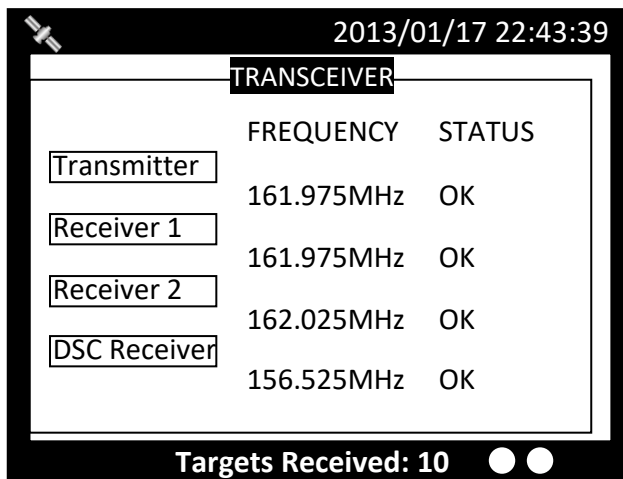 2013/01/17 22:43:39
TRANSCEIVER
FREQUENCY STATUS
Transmitter
161.975MHz OK
Receiver 1
161.975MHz OK
Receiver 2
162.025MHz OK
DSC Receiver
156.525MHz OK
Targets Received: 10